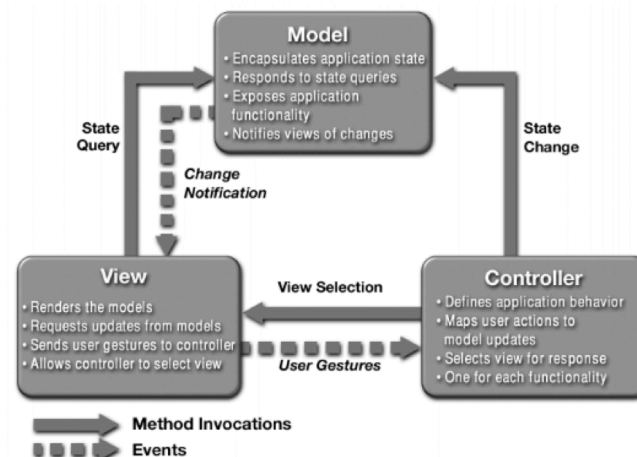 Model
• Encapsulates application state
• Responds to state queries
• Exposes application
functionality
• Notifies views of changes
State
Query
State
Change
Change
Notification
View
• Renders the models
• Requests updates from models
• Sends user gestures to controller
• Allows controller to select view
View Selection
User Gestures
Controller
• Defines application behavior
• Maps user actions to
model updates
• Selects view for response
• One for each functionality
Method Invocations
Events